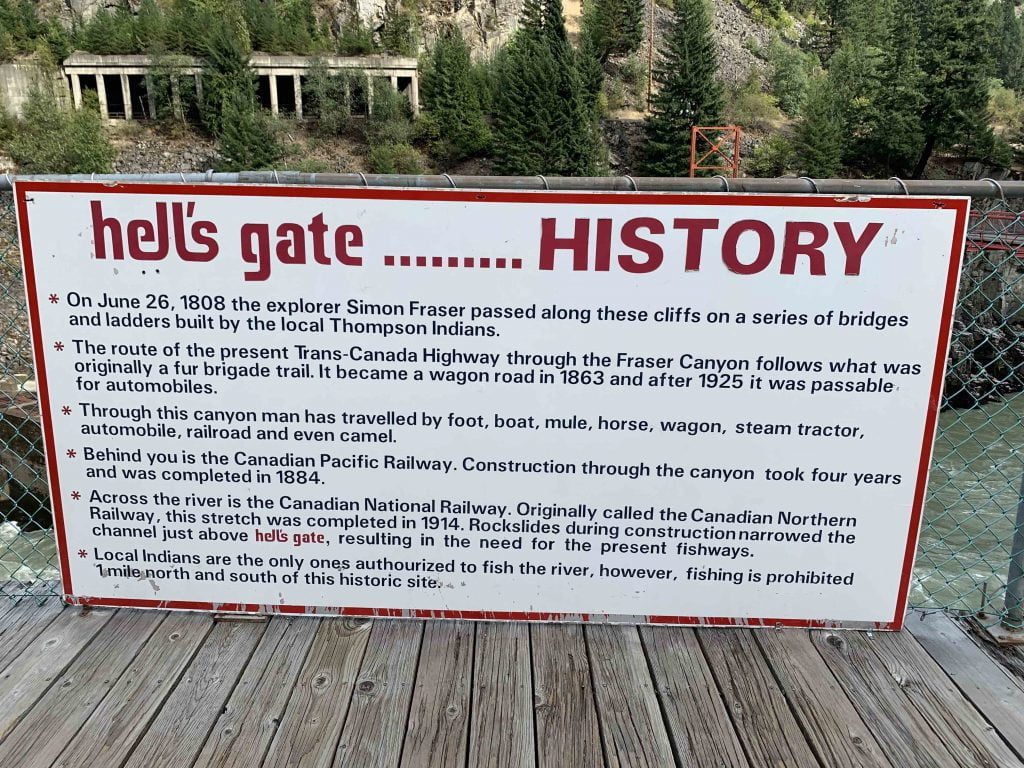 hell's gate ......... HISTORY
* On June 26, 1808 the explorer Simon Fraser passed along these cliffs on a series of bridges
and ladders built by the local Thompson Indians.
* The route of the present Trans-Canada Highway through the Fraser Canyon follows what was
originally a fur brigade trail. It became a wagon road in 1863 and after 1925 it was passable
for automobiles.
* Through this canyon man has travelled by foot, boat, mule, horse, wagon, steam tractor,
automobile, railroad and even camel.
* Behind you is the Canadian Pacific Railway. Construction through the canyon took four years
and was completed in 1884.
* Across the river is the Canadian National Railway. Originally called the Canadian Northern
Railway, this stretch was completed in 1914. Rockslides during construction narrowed the
channel just above hell's gate, resulting in the need for the present fishways.
* Local Indians are the only ones authourized to fish the river, however, fishing is prohibited
1 mile north and south of this historic site.